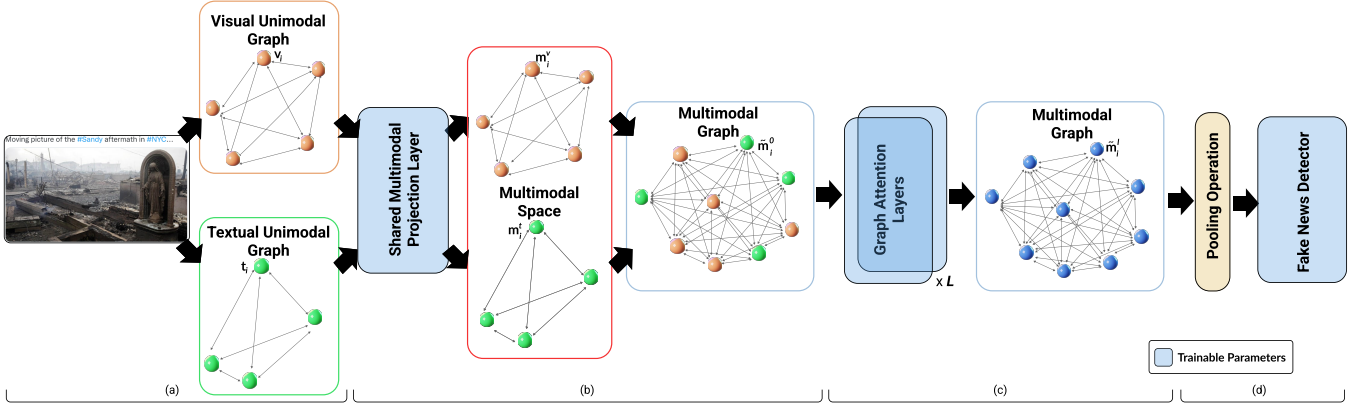 Visual Unimodal
Graph
v_i
Moving picture of the #Sandy aftermath in #NYC...
Textual Unimodal
Graph
t_i
Shared Multimodal
Projection Layer
m_i^v
Multimodal
Space
m_i^t
Multimodal
Graph
m̃_i^0
Graph Attention
Layers
x L
Multimodal
Graph
m̃_i^l
Pooling Operation
Fake News Detector
Trainable Parameters
(a)
(b)
(c)
(d)